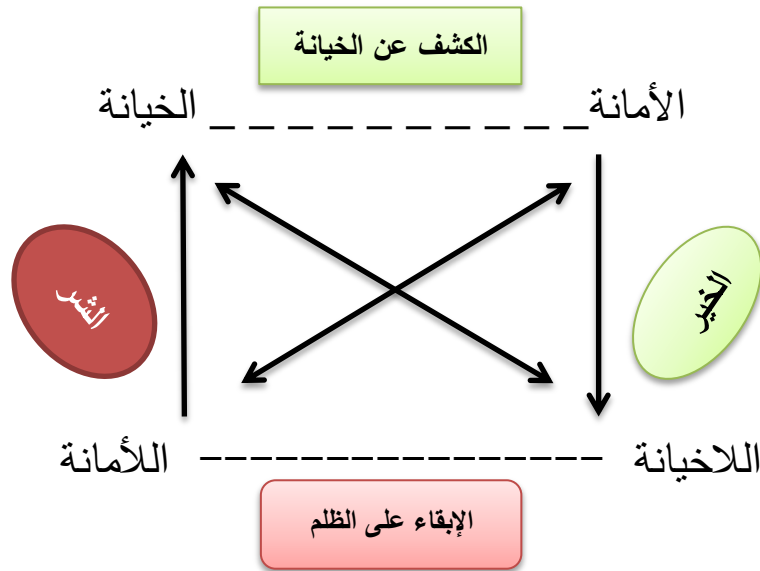 الكشف عن الخيانة
الأمانة
الخيانة
الخير
الشر
اللاخيانة
اللأمانة
الإبقاء على الظلم